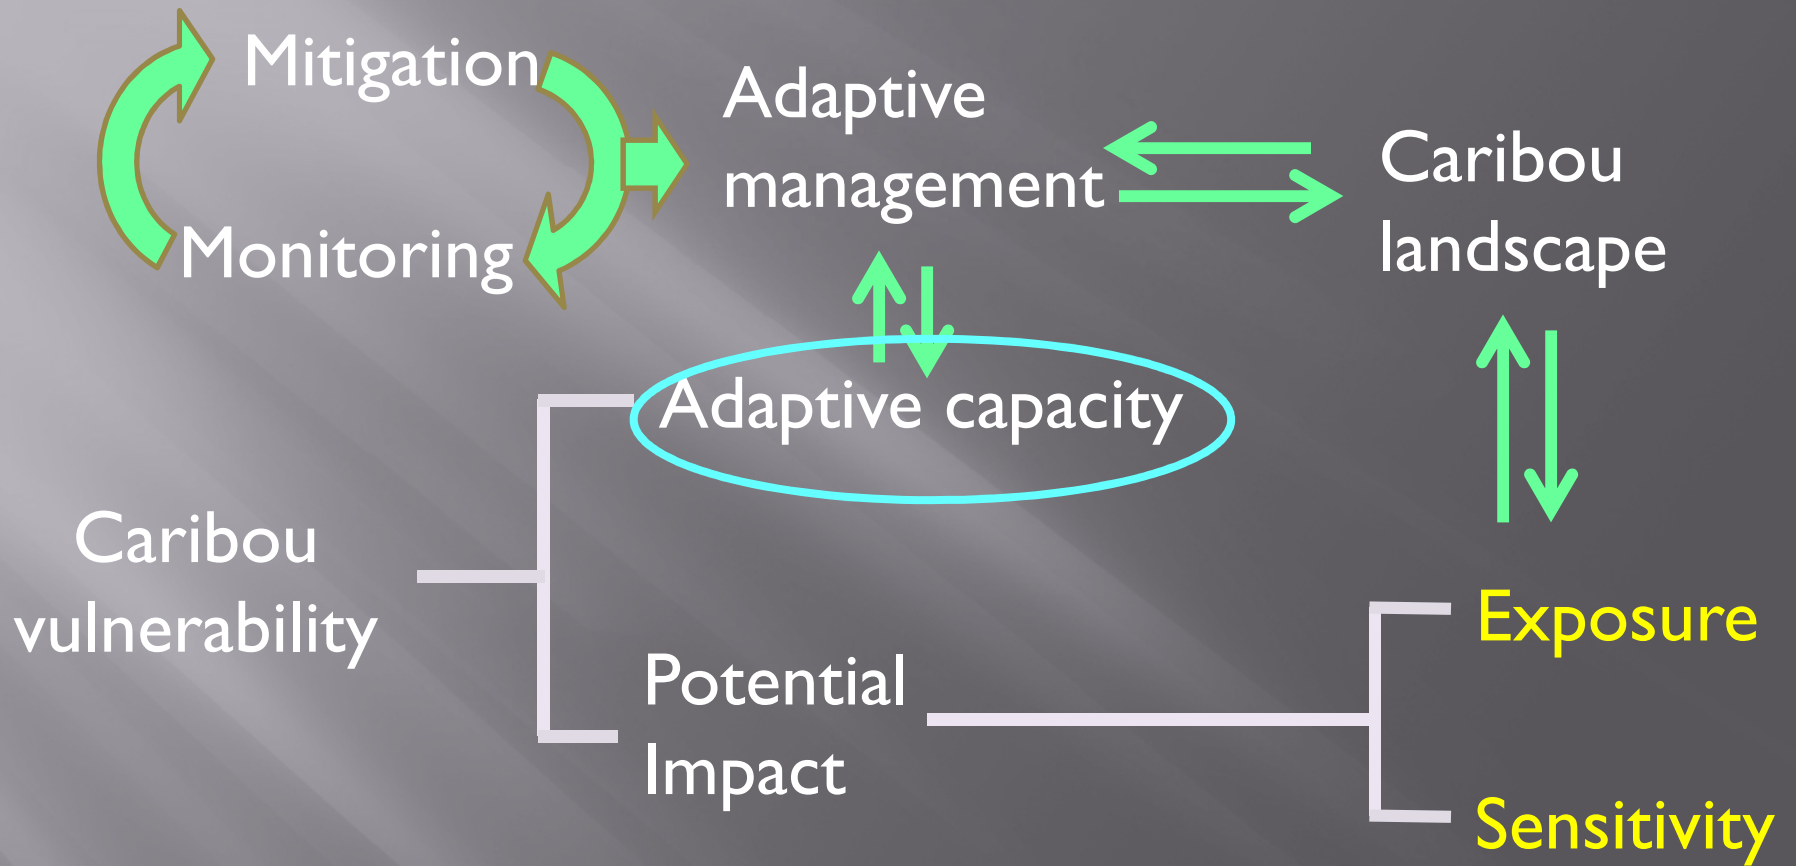 Mitigation
Adaptive
management
Caribou
landscape
Monitoring
Adaptive capacity
Caribou
vulnerability
Potential
Impact
Exposure
Sensitivity